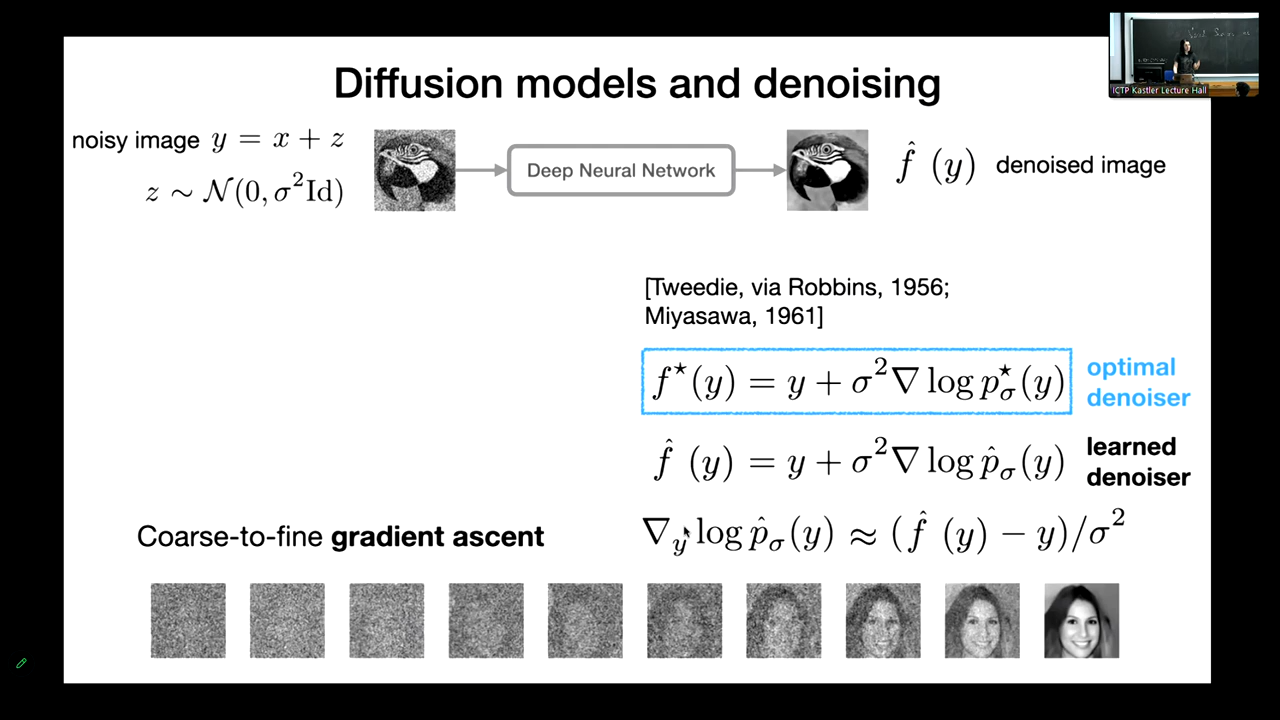 Diffusion models and denoising
noisy image y = x + z
z ∼ 𝒩(0, σ²Id)
Deep Neural Network
f̂ (y) denoised image
[Tweedie, via Robbins, 1956;
Miyasawa, 1961]
f⋆(y) = y + σ²∇ log p⋆σ(y)
optimal
denoiser
f̂ (y) = y + σ²∇ log p̂σ(y)
learned
denoiser
Coarse-to-fine gradient ascent
∇y log p̂σ(y) ≈ (f̂ (y) − y)/σ²
ICTP Kastler Lecture Hall